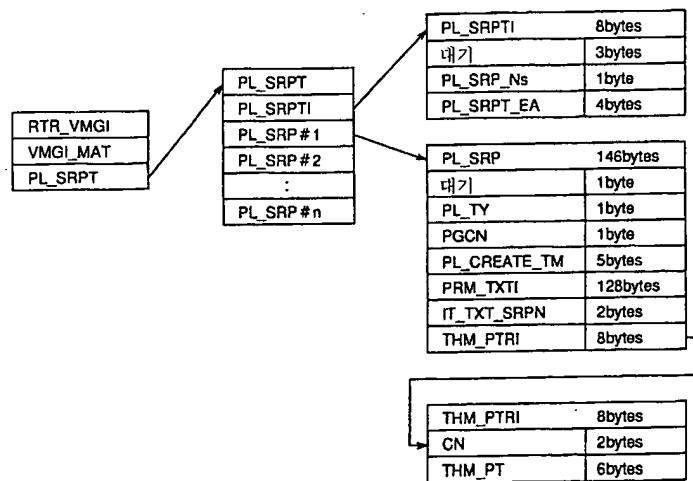 RTR_VMGI
VMGI_MAT
PL_SRPT
PL_SRPT
PL_SRPTI
PL_SRP#1
PL_SRP#2
:
PL_SRP#n
PL_SRPTI 8bytes
대기 3bytes
PL_SRP_Ns 1byte
PL_SRPT_EA 4bytes
PL_SRP 146bytes
대기 1byte
PL_TY 1byte
PGCN 1byte
PL_CREATE_TM 5bytes
PRM_TXTI 128bytes
IT_TXT_SRPN 2bytes
THM_PTRI 8bytes
THM_PTRI 8bytes
CN 2bytes
THM_PT 6bytes